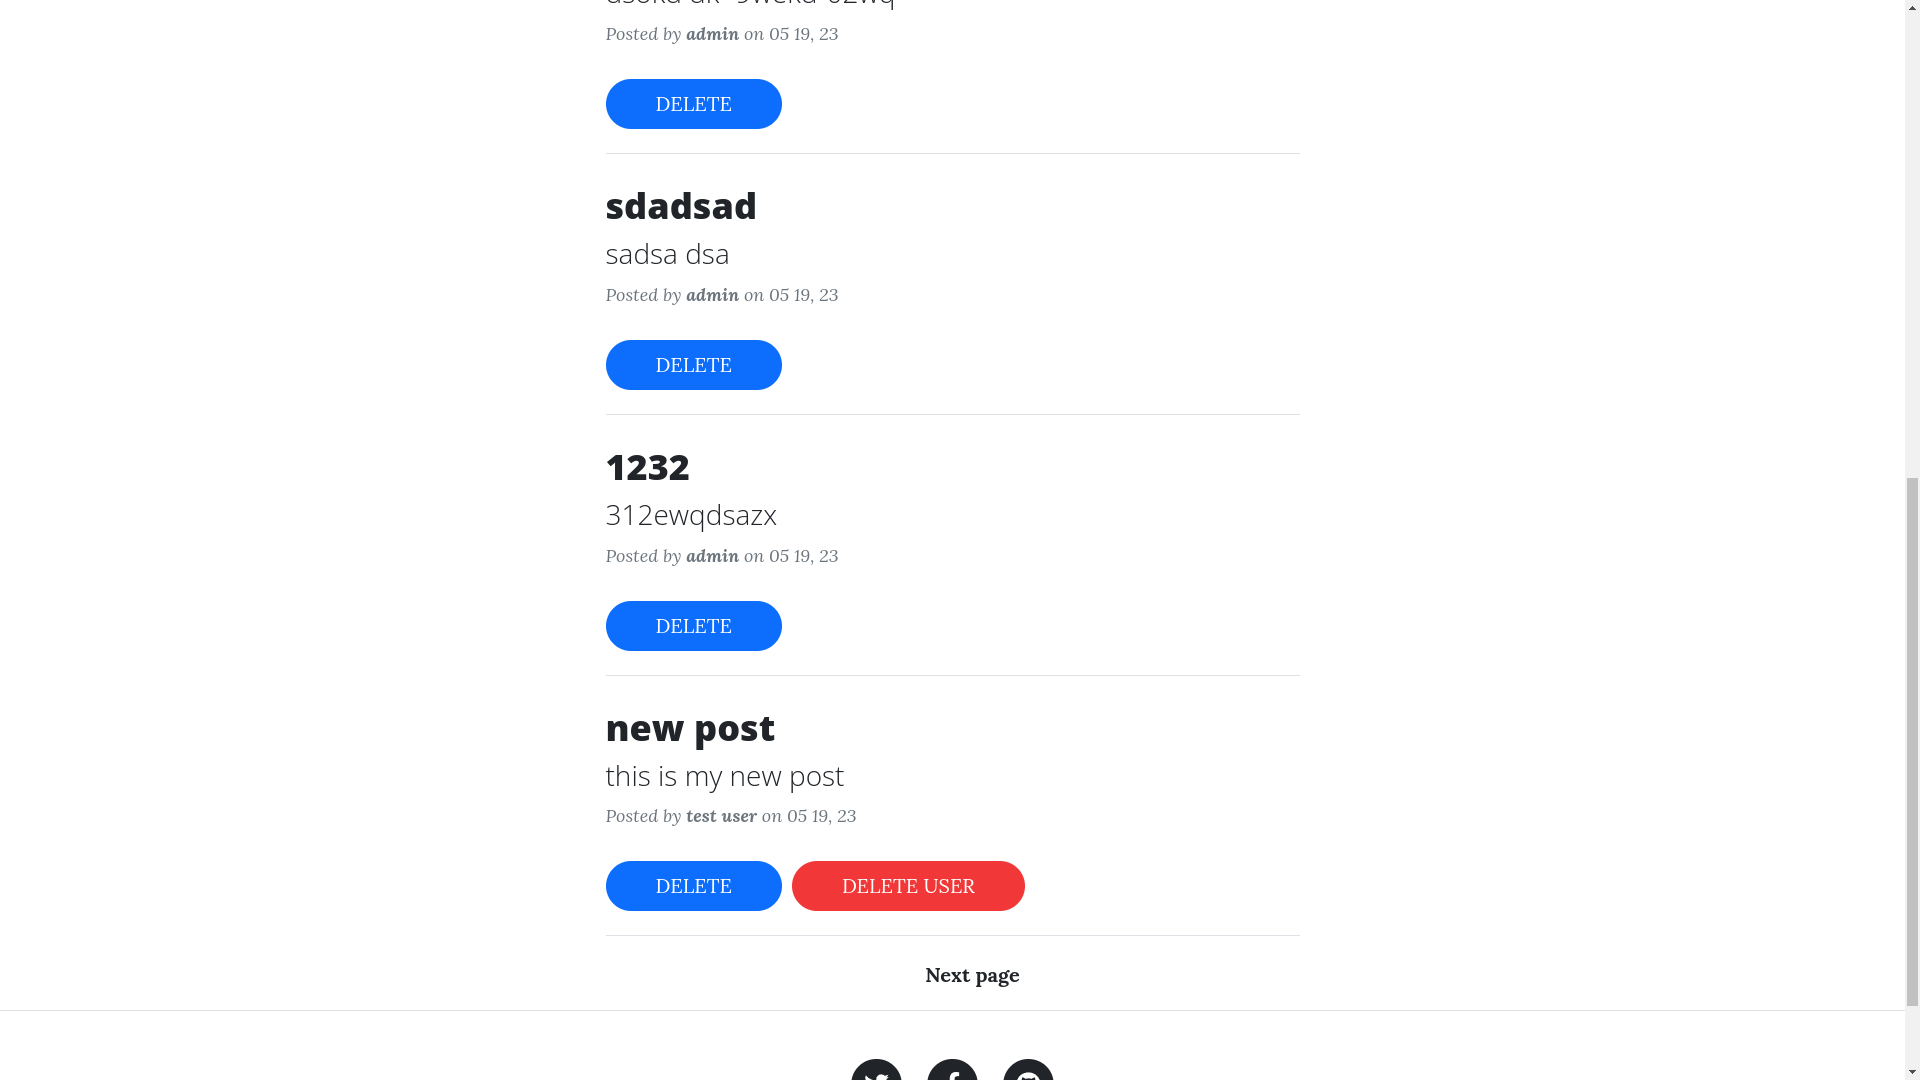 Posted by admin on 05 19, 23
DELETE
sdadsad
sadsa dsa
Posted by admin on 05 19, 23
DELETE
1232
312ewqdsazx
Posted by admin on 05 19, 23
DELETE
new post
this is my new post
Posted by test user on 05 19, 23
DELETE DELETE USER
Next page